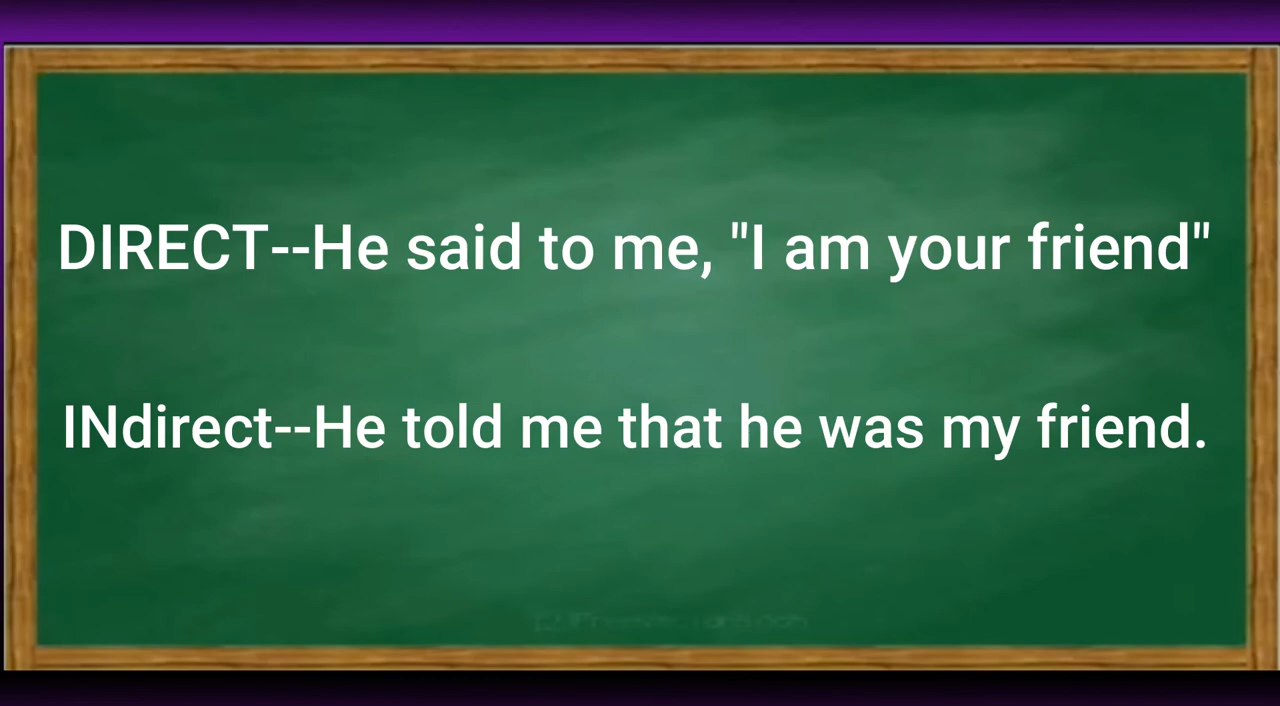 DIRECT--He said to me, "I am your friend"
INdirect--He told me that he was my friend.